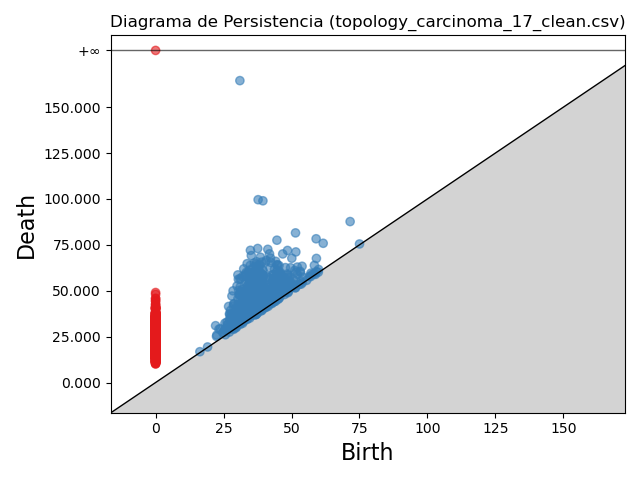 Diagrama de Persistencia (topology_carcinoma_17_clean.csv)
+∞
150.000
125.000
100.000
75.000
50.000
25.000
0.000
Death
0 25 50 75 100 125 150
Birth